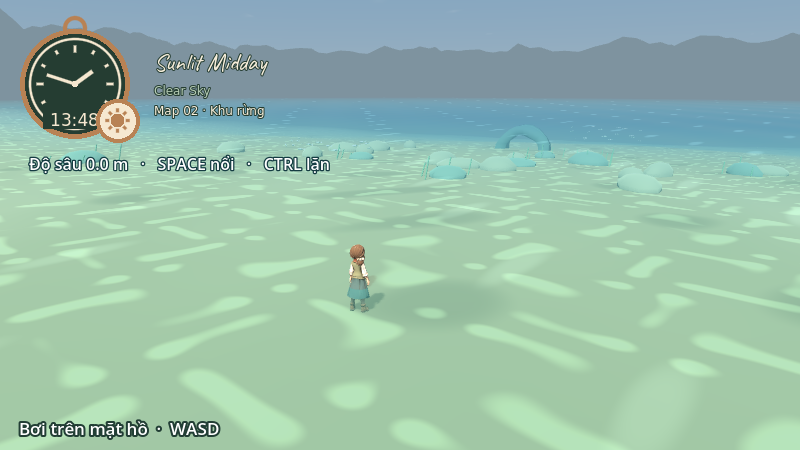 Sunlit Midday
Clear Sky
13:48
Map 02 · Khu rừng
Độ sâu 0.0 m · SPACE nổi · CTRL lặn
Bơi trên mặt hồ · WASD